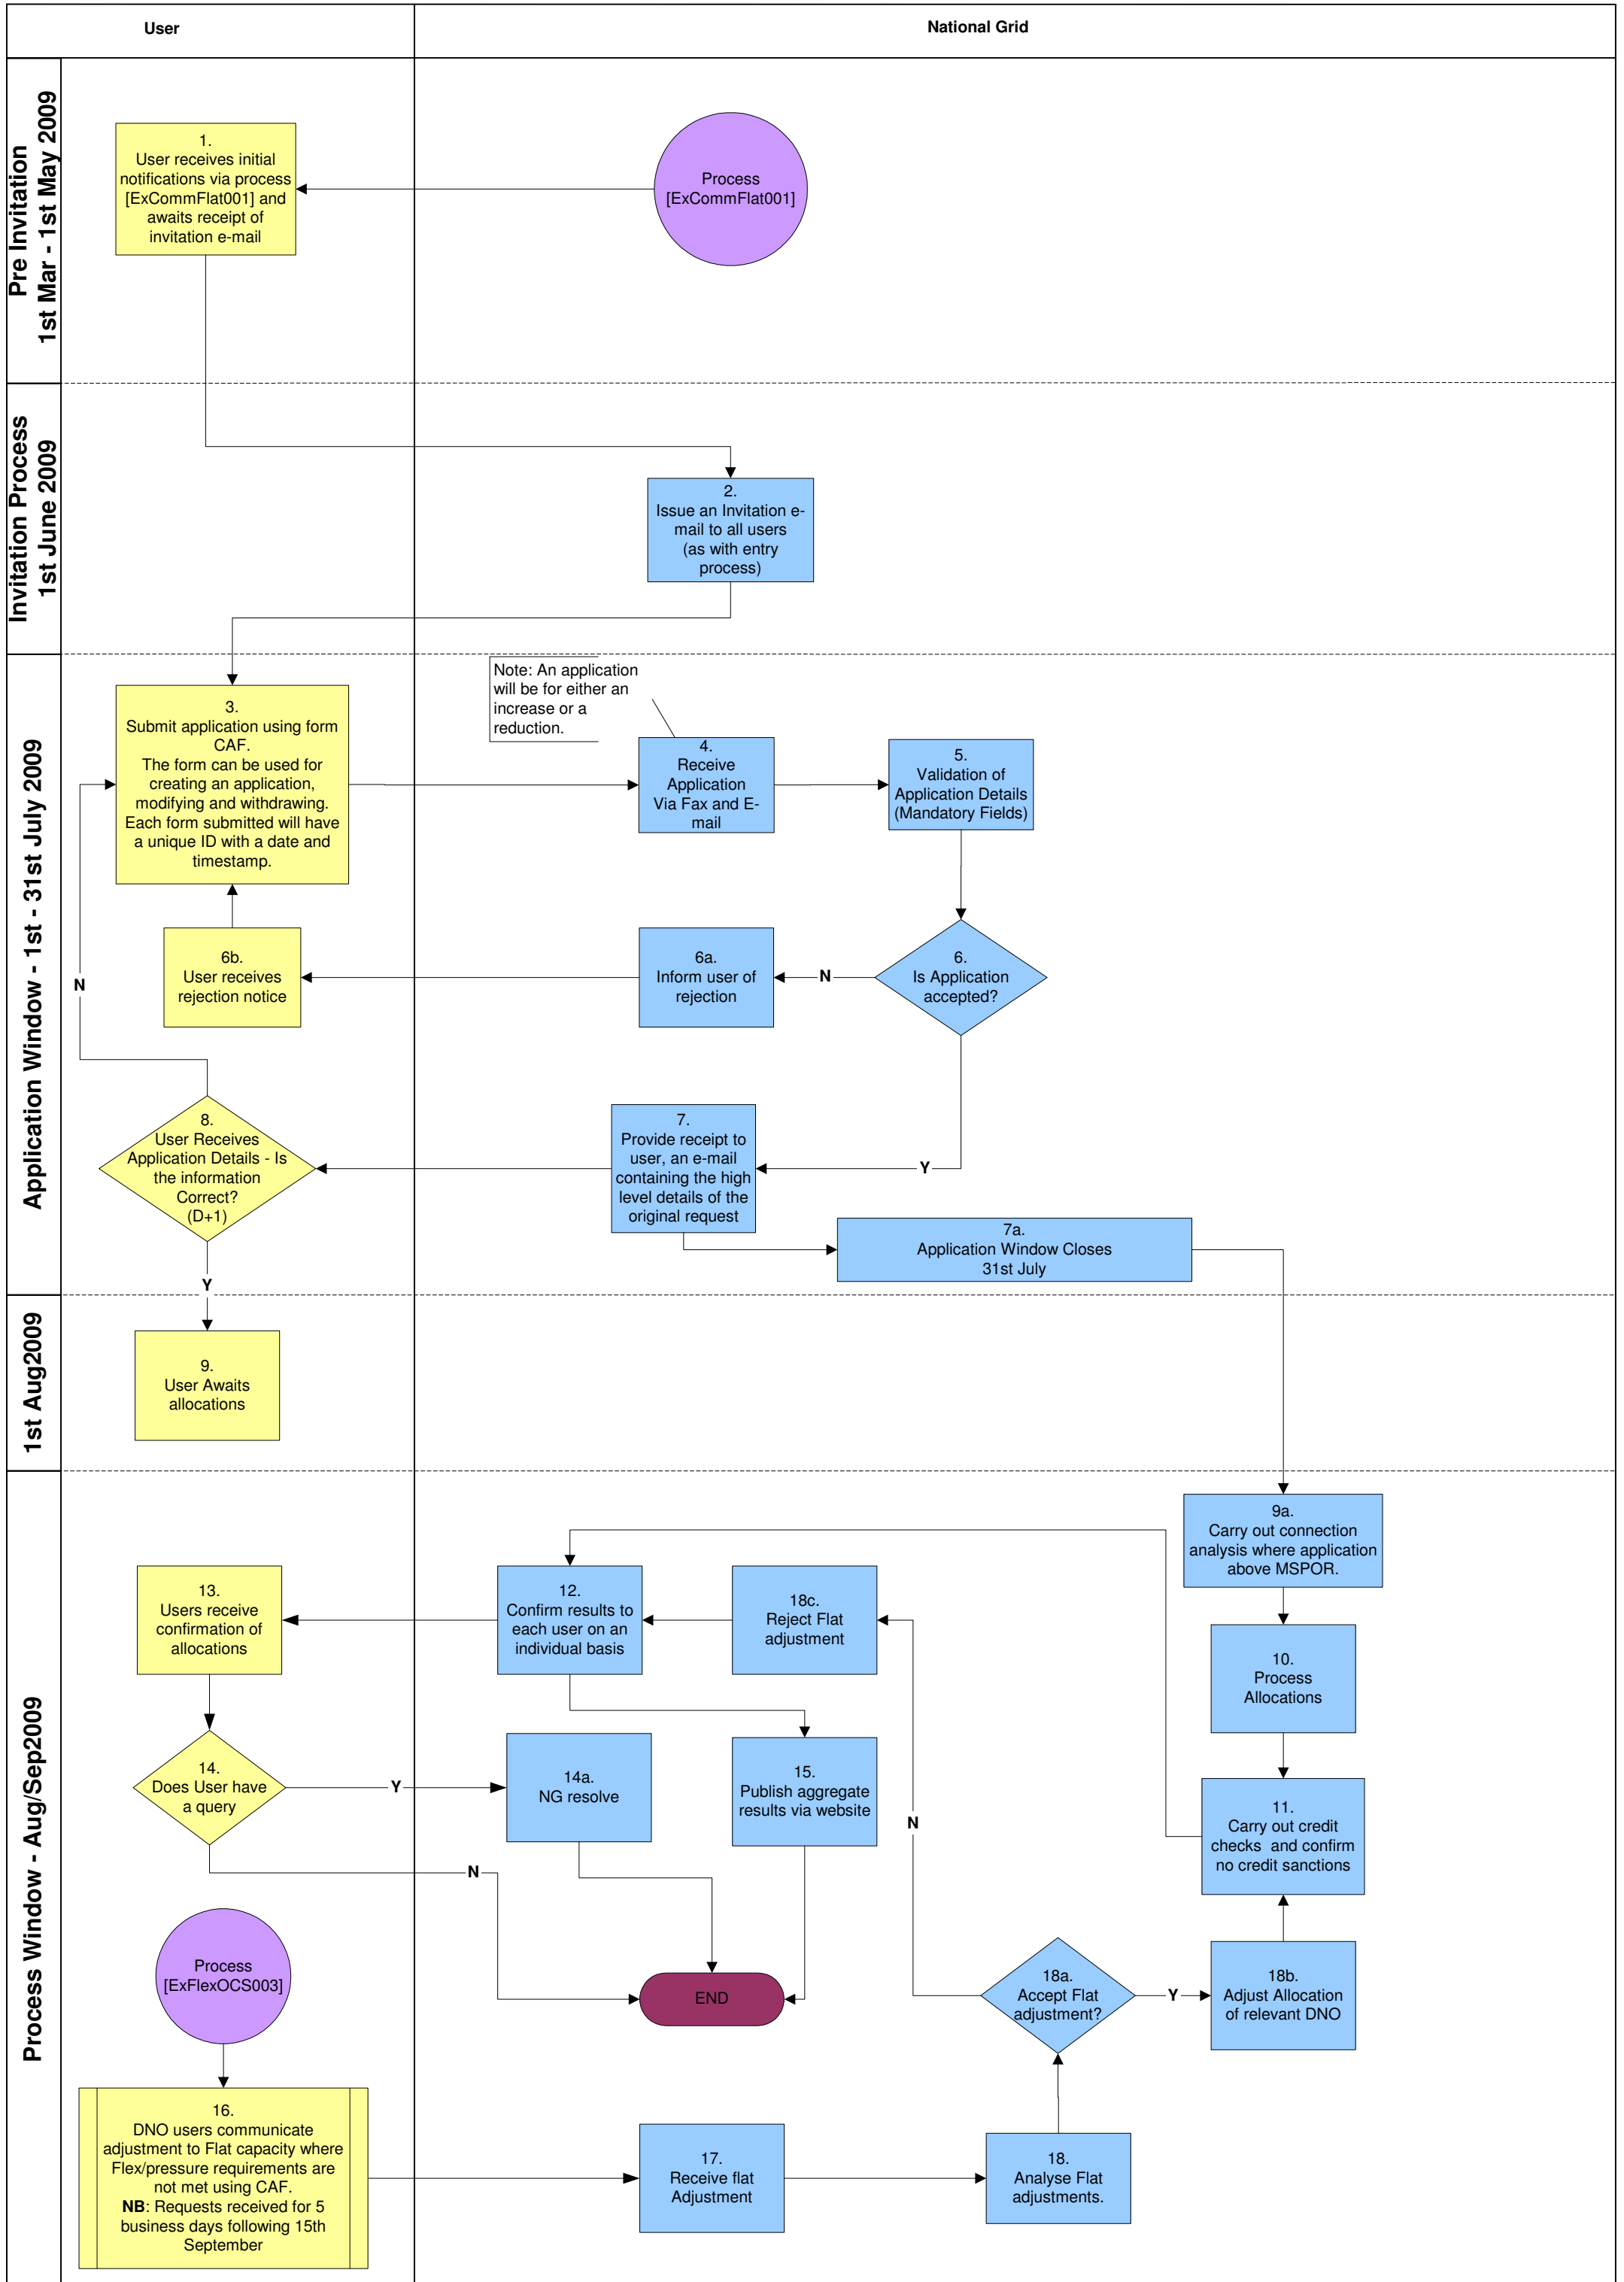 User
National Grid
Pre Invitation
1st Mar - 1st May 2009
1.
User receives initial
notifications via process
[ExCommFlat001] and
awaits receipt of
invitation e-mail
Process
[ExCommFlat001]
Invitation Process
1st June 2009
2.
Issue an Invitation e-
mail to all users
(as with entry
process)
Application Window - 1st - 31st July 2009
Note: An application
will be for either an
increase or a
reduction.
3.
Submit application using form
CAF.
The form can be used for
creating an application,
modifying and withdrawing.
Each form submitted will have
a unique ID with a date and
timestamp.
4.
Receive
Application
Via Fax and E-
mail
5.
Validation of
Application Details
(Mandatory Fields)
6b.
User receives
rejection notice
6a.
Inform user of
rejection
N
6.
Is Application
accepted?
N
8.
User Receives
Application Details - Is
the information
Correct?
(D+1)
7.
Provide receipt to
user, an e-mail
containing the high
level details of the
original request
Y
7a.
Application Window Closes
31st July
Y
1st Aug2009
9.
User Awaits
allocations
Process Window - Aug/Sep2009
9a.
Carry out connection
analysis where application
above MSPOR.
13.
Users receive
confirmation of
allocations
12.
Confirm results to
each user on an
individual basis
18c.
Reject Flat
adjustment
10.
Process
Allocations
14.
Does User have
a query
Y
14a.
NG resolve
15.
Publish aggregate
results via website
N
11.
Carry out credit
checks  and confirm
no credit sanctions
N
Process
[ExFlexOCS003]
END
18a.
Accept Flat
adjustment?
Y
18b.
Adjust Allocation
of relevant DNO
16.
DNO users communicate
adjustment to Flat capacity where
Flex/pressure requirements are
not met using CAF.
NB: Requests received for 5
business days following 15th
September
17.
Receive flat
Adjustment
18.
Analyse Flat
adjustments.